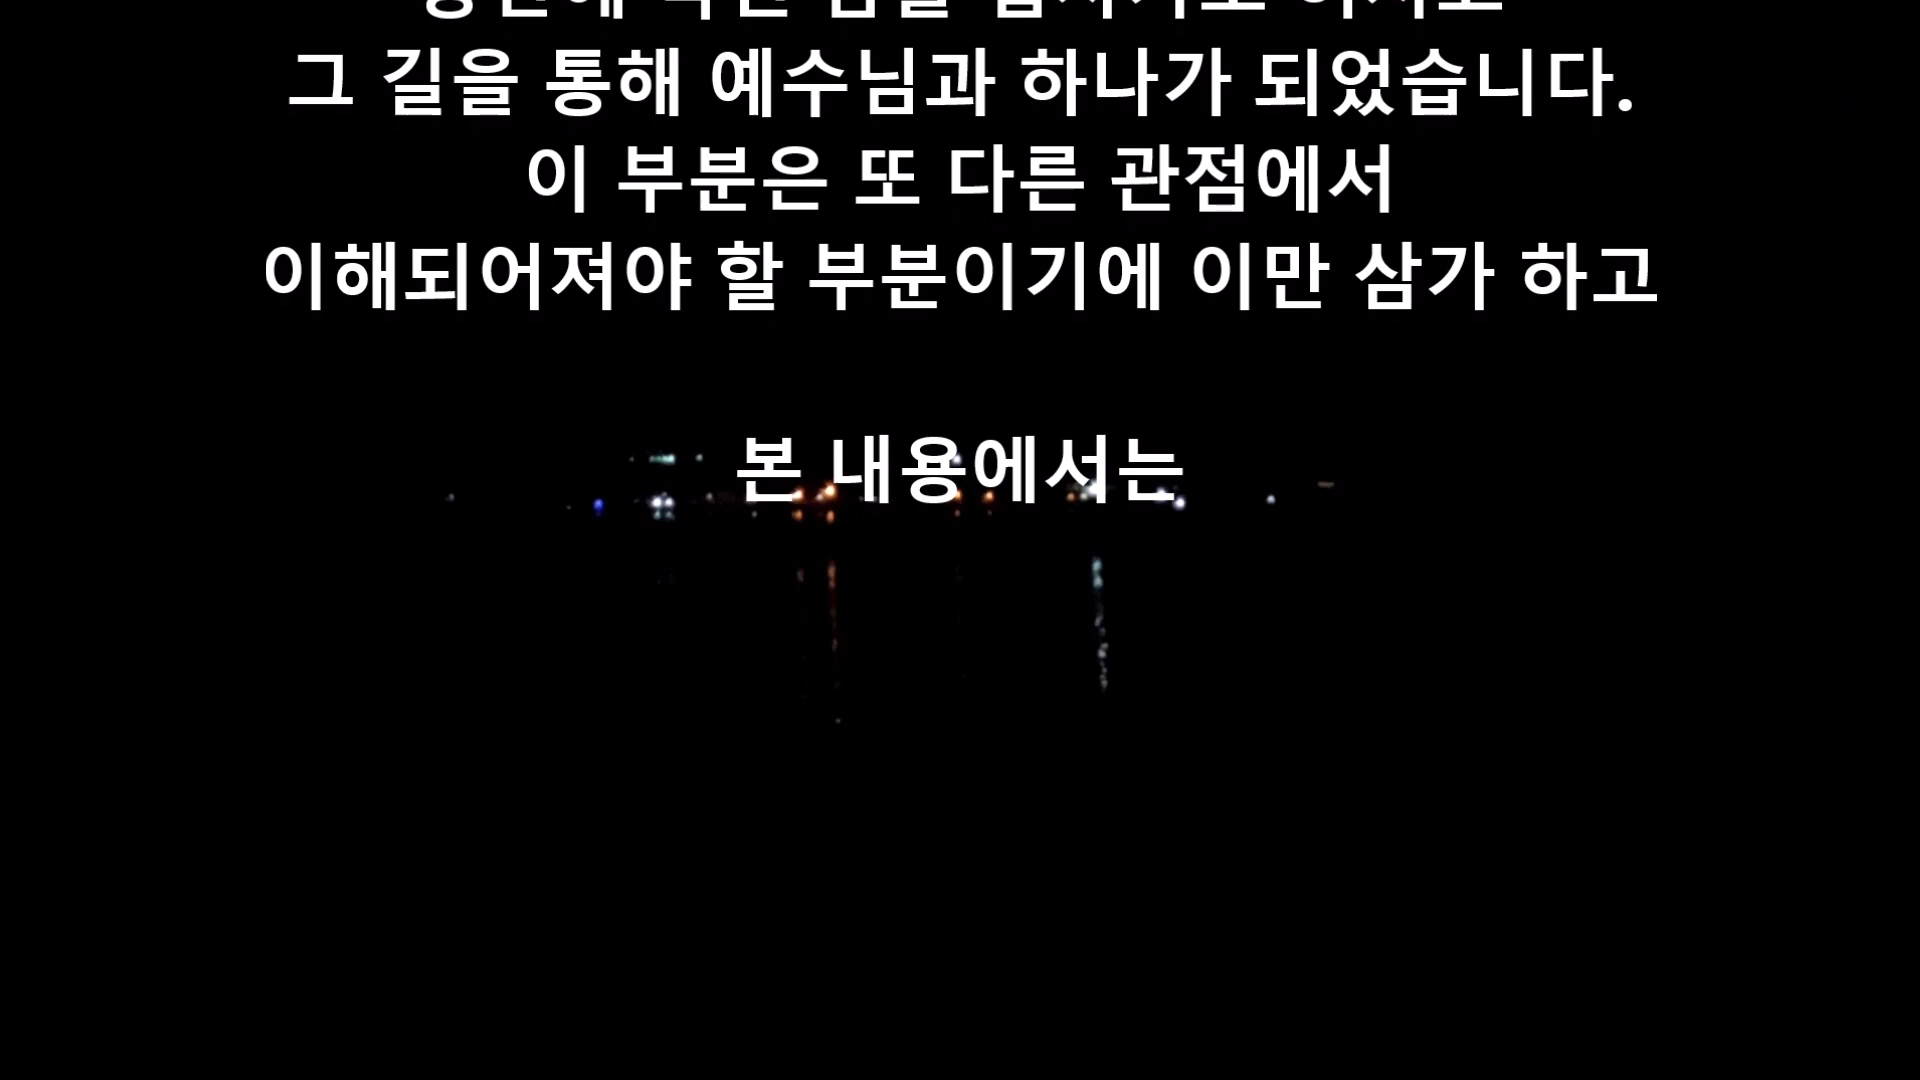 그 길을 통해 예수님과 하나가 되었습니다.
이 부분은 또 다른 관점에서
이해되어져야 할 부분이기에 이만 삼가 하고
본 내용에서는